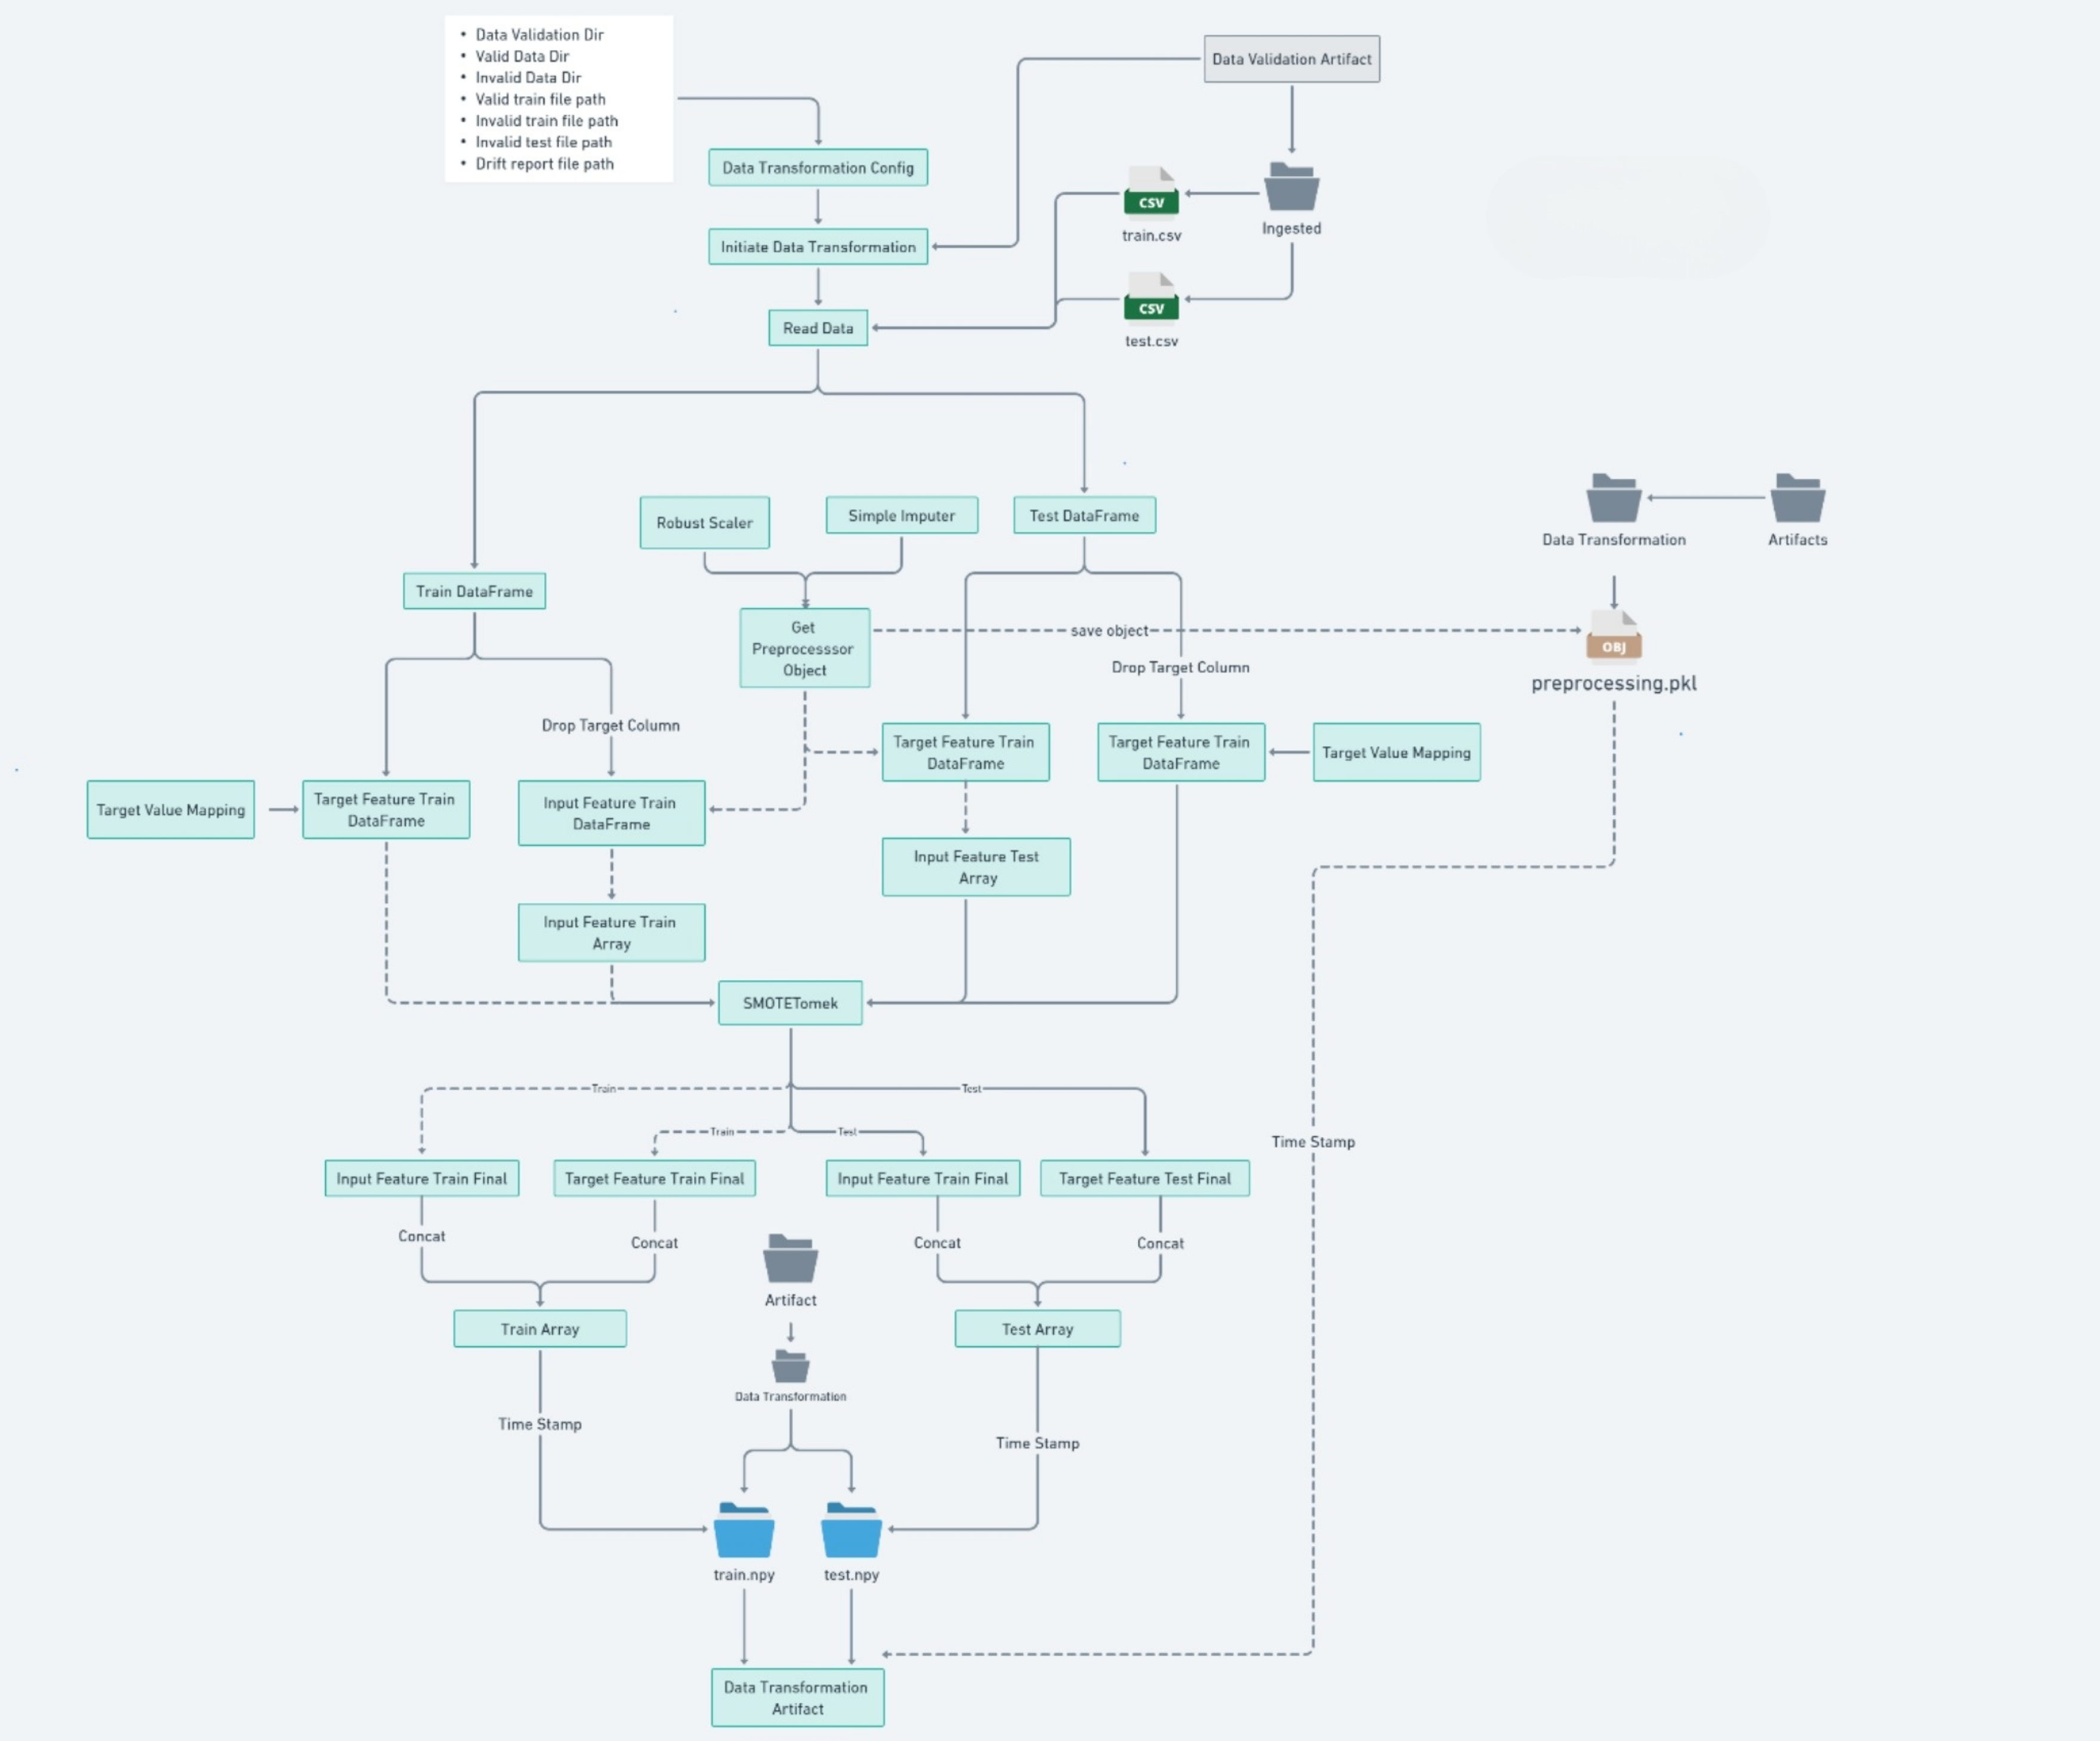 • Data Validation Dir
• Valid Data Dir
• Invalid Data Dir
• Valid train file path
• Invalid train file path
• Invalid test file path
• Drift report file path
Data Validation Artifact
Data Transformation Config
CSV
train.csv
Ingested
Initiate Data Transformation
CSV
test.csv
Read Data
Robust Scaler
Simple Imputer
Test DataFrame
Data Transformation
Artifacts
Train DataFrame
Get
Preprocesssor
Object
save object
OBJ
preprocessing.pkl
Drop Target Column
Drop Target Column
Target Feature Train
DataFrame
Target Feature Train
DataFrame
Target Value Mapping
Target Value Mapping
Target Feature Train
DataFrame
Input Feature Train
DataFrame
Input Feature Test
Array
Input Feature Train
Array
SMOTETomek
Train
Test
Train
Test
Time Stamp
Input Feature Train Final
Target Feature Train Final
Input Feature Train Final
Target Feature Test Final
Concat
Concat
Concat
Concat
Artifact
Train Array
Test Array
Data Transformation
Time Stamp
Time Stamp
train.npy
test.npy
Data Transformation
Artifact